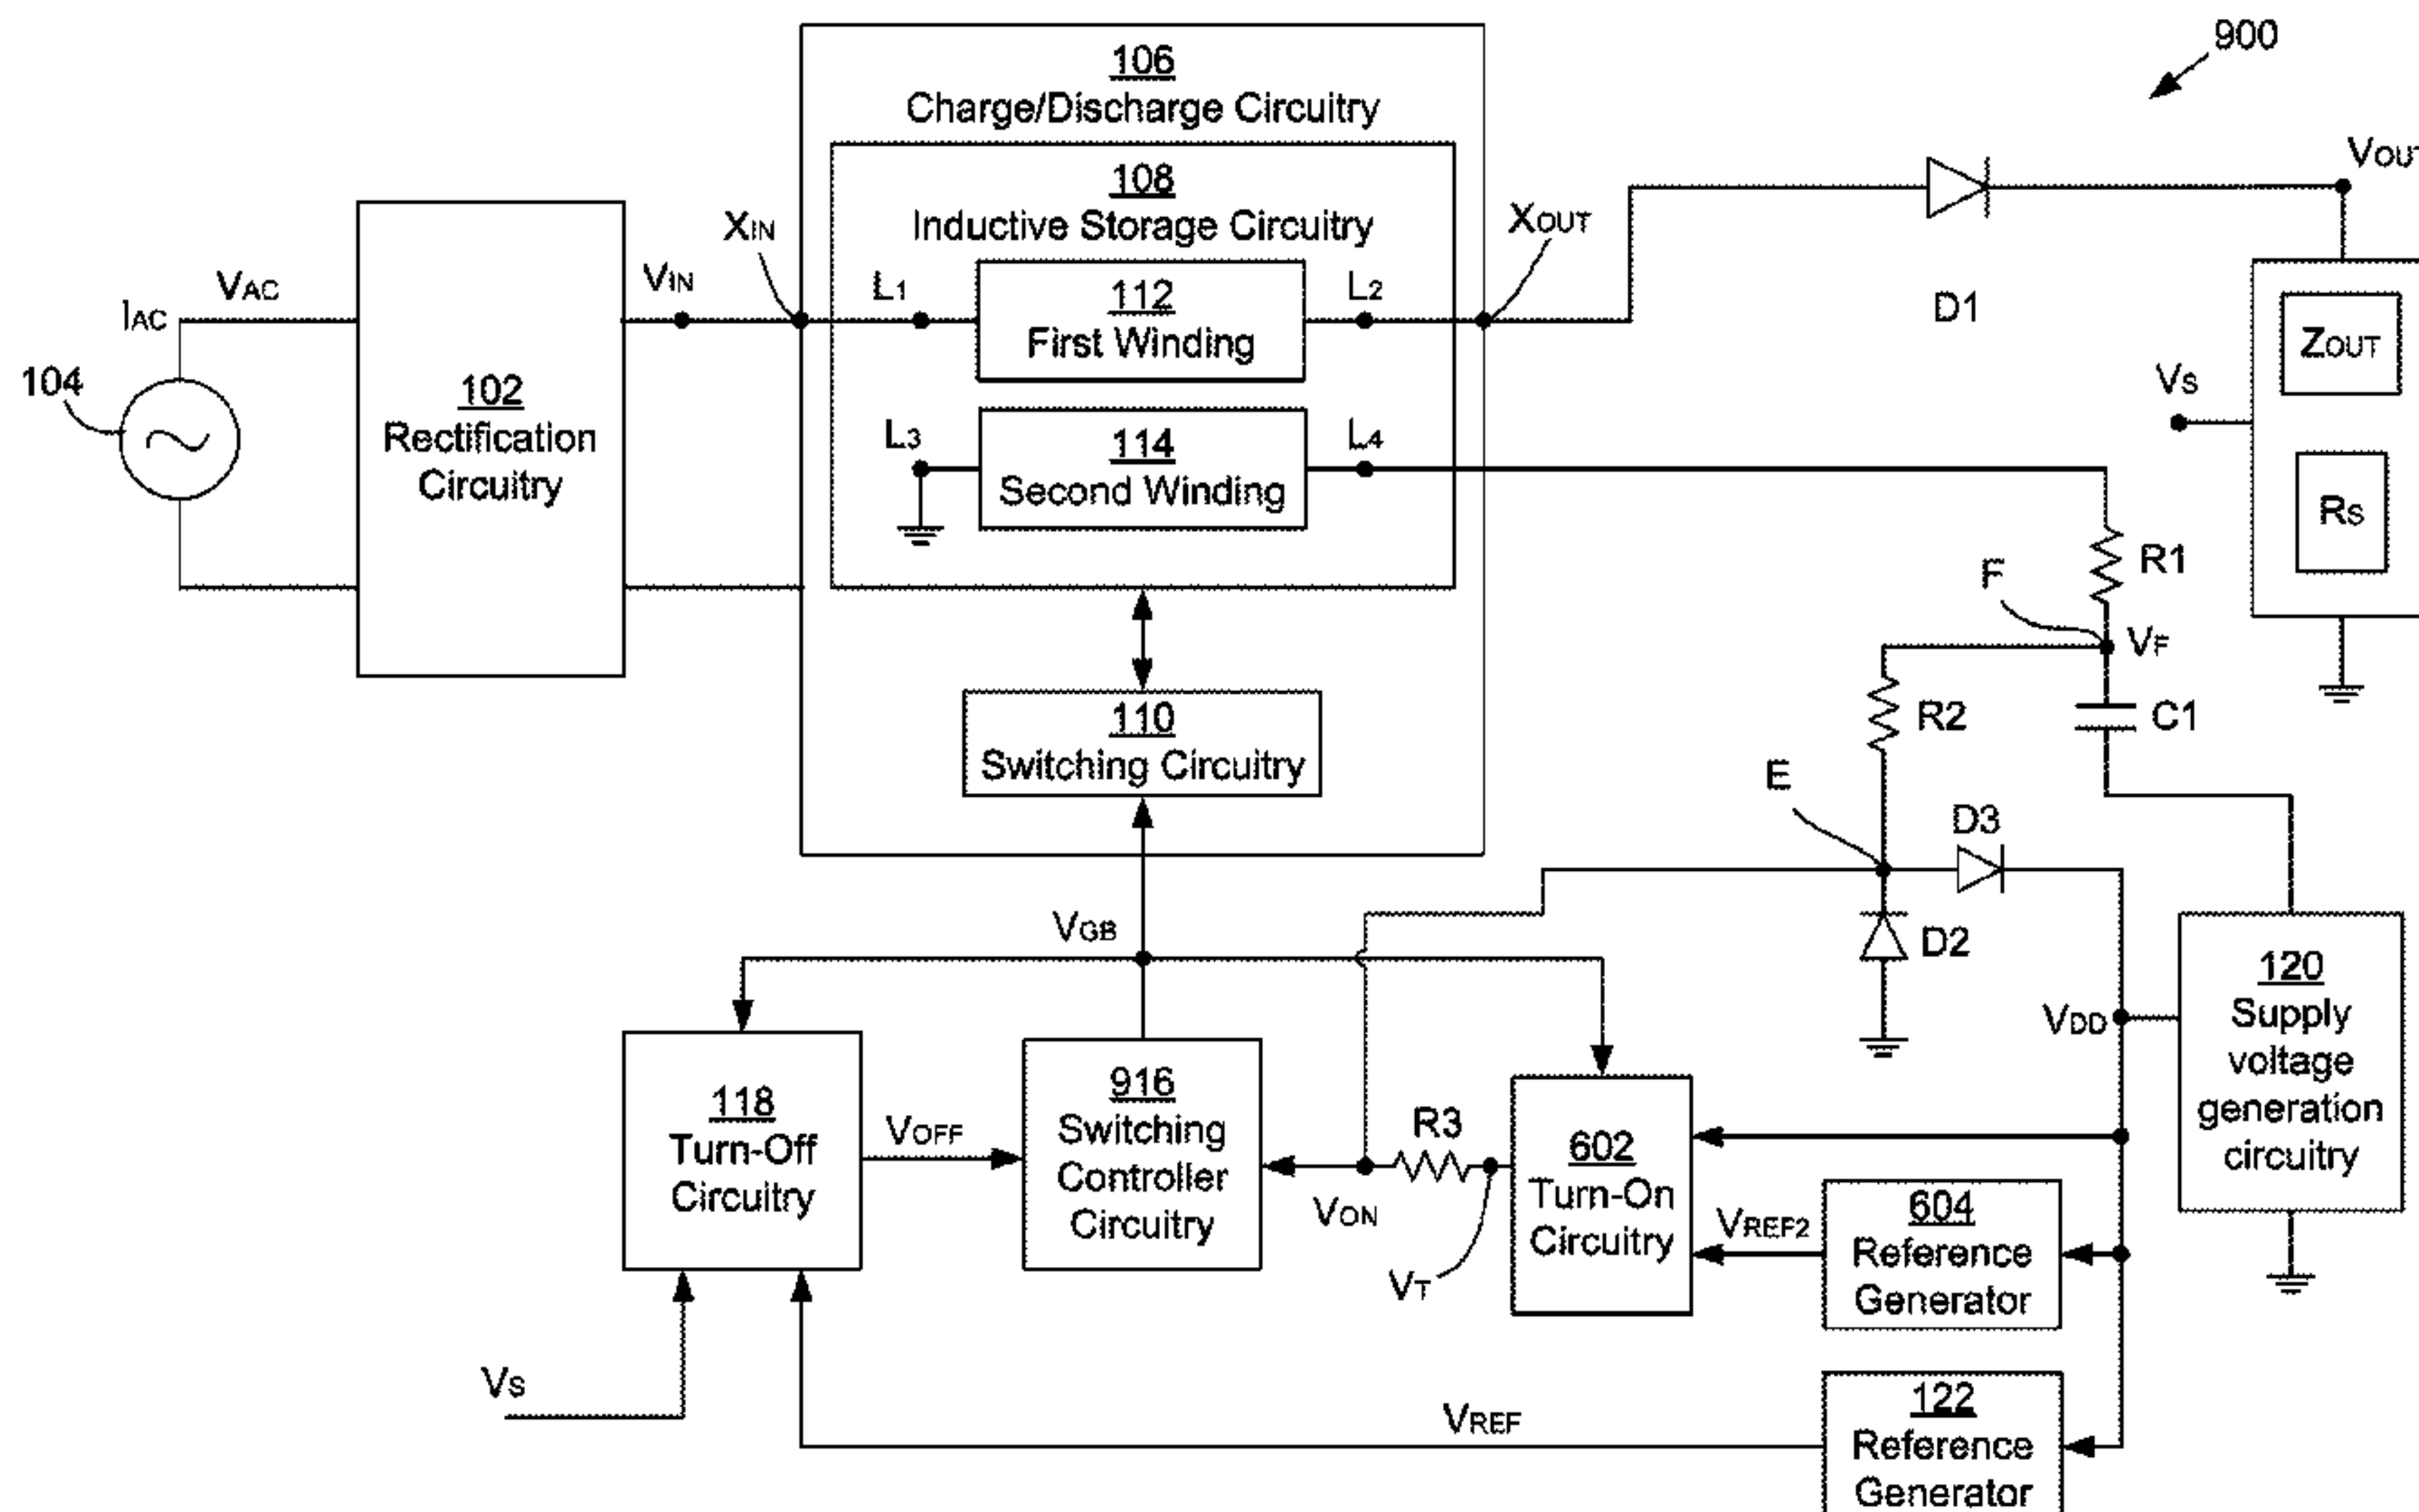 900
106
Charge/Discharge Circuitry
108
Inductive Storage Circuitry
VOUT
XIN
XOUT
VAC
IAC
VIN
L1
112
First Winding
L2
D1
ZOUT
104
102
Rectification
Circuitry
VS
L3
114
Second Winding
L4
RS
R1
F
VF
110
Switching Circuitry
R2
C1
E
D3
VGB
D2
120
Supply
voltage
generation
circuitry
VDD
118
Turn-Off
Circuitry
VOFF
916
Switching
Controller
Circuitry
R3
VON
VT
602
Turn-On
Circuitry
VREF2
604
Reference
Generator
VS
VREF
122
Reference
Generator